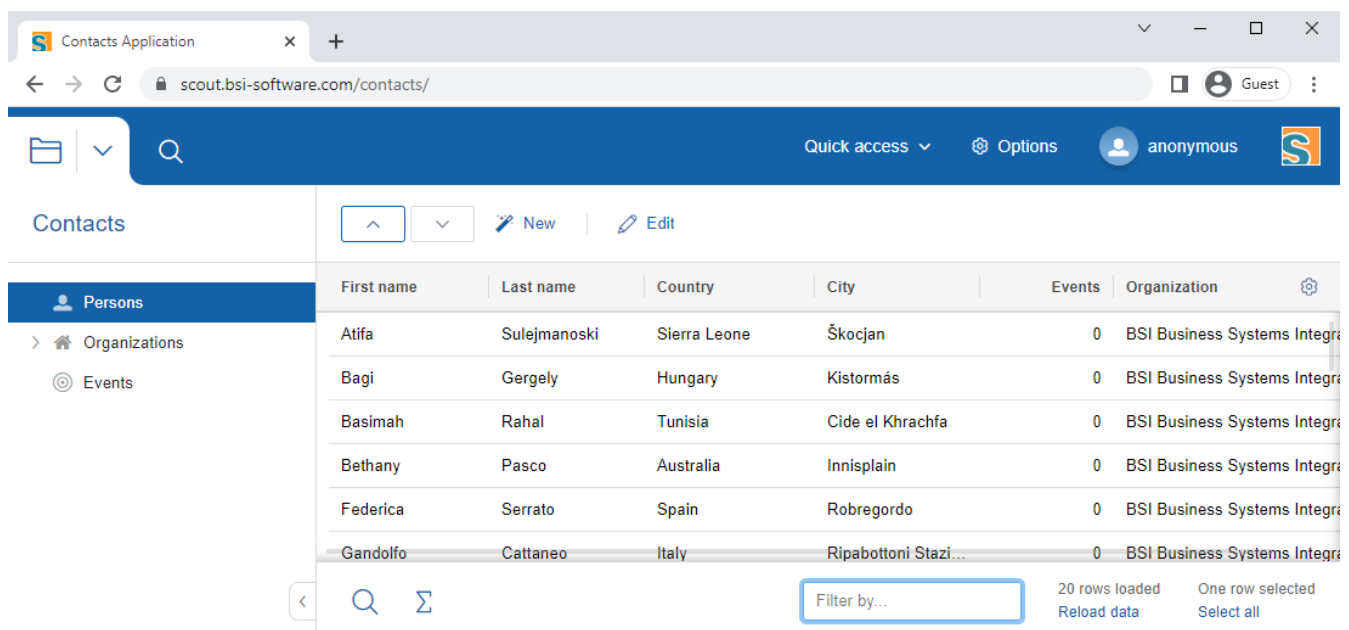 Contacts Application
scout.bsi-software.com/contacts/
Guest
Quick access
Options
anonymous
Contacts
New
Edit
Persons
Organizations
Events
First name Last name Country City Events Organization
Atifa Sulejmanoski Sierra Leone Škocjan 0 BSI Business Systems Integra
Bagi Gergely Hungary Kistormás 0 BSI Business Systems Integra
Basimah Rahal Tunisia Cide el Khrachfa 0 BSI Business Systems Integra
Bethany Pasco Australia Innisplain 0 BSI Business Systems Integra
Federica Serrato Spain Robregordo 0 BSI Business Systems Integra
Gandolfo Cattaneo Italy Ripabottoni Stazi... 0 BSI Business Systems Integra
Filter by...
20 rows loaded
Reload data
One row selected
Select all